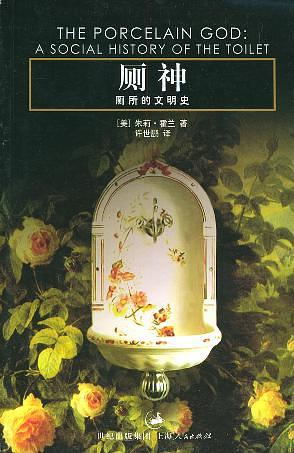 THE PORCELAIN GOD:
A SOCIAL HISTORY OF THE TOILET
厕神
厕所的文明史
[美] 朱莉·霍兰 著
许世鹏 译
世纪出版集团 上海人民出版社